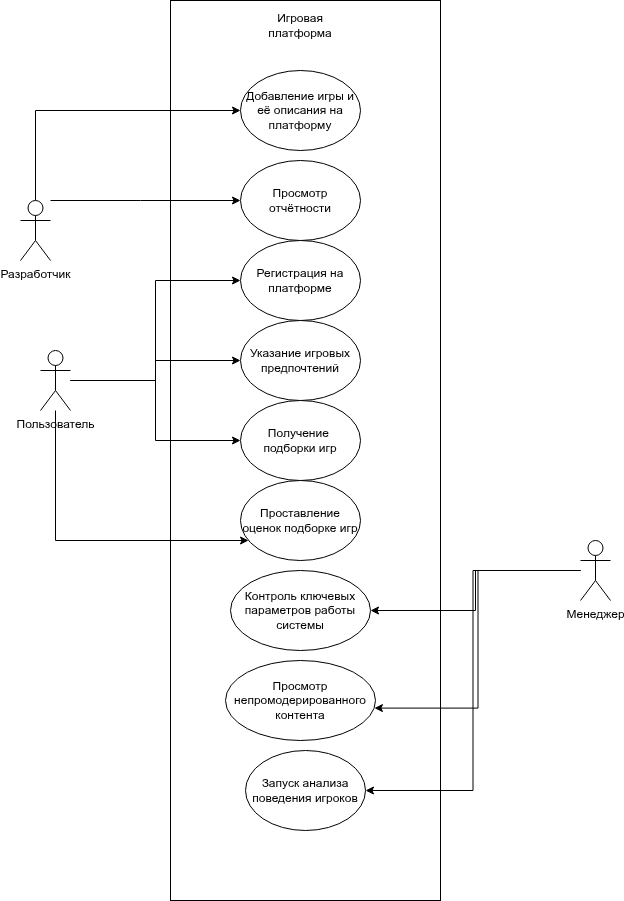 Игровая
платформа
Добавление игры и
её описания на
платформу
Просмотр
отчётности
Разработчик
Регистрация на
платформе
Указание игровых
предпочтений
Пользователь
Получение
подборки игр
Проставление
оценок подборке игр
Контроль ключевых
параметров работы
системы
Менеджер
Просмотр
непромодерированного
контента
Запуск анализа
поведения игроков